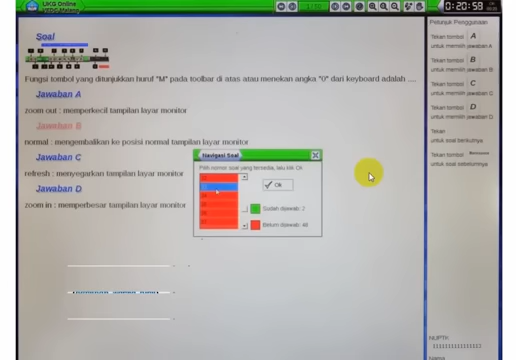 UKG Online
VEDC Malang
0:20:59
Petunjuk Penggunaan
Soal
Tekan tombol A
untuk memilih jawaban A
Tekan tombol B
untuk memilih jawaban B
Fungsi tombol yang ditunjukkan huruf "M" pada toolbar di atas atau menekan angka "0" dari keyboard adalah ....
Tekan tombol C
untuk memilih jawaban C
Jawaban A
zoom out : memperkecil tampilan layar monitor
Tekan tombol D
untuk memilih jawaban D
Jawaban B
Tekan
untuk soal berikutnya
normal : mengembalikan ke posisi normal tampilan layar monitor
Tekan tombol
untuk soal sebelumnya
Jawaban C
refresh : menyegarkan tampilan layar monitor
Jawaban D
zoom in : memperbesar tampilan layar monitor
Navigasi Soal
Pilih nomor soal yang tersedia, lalu klik Ok
Ok
Sudah dijawab: 2
Belum dijawab: 48
NUPTK
Nama